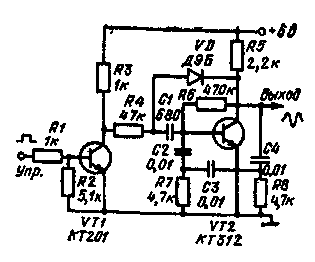 +6В
R3
1к
VD
Д9Б
R5
2,2к
R4
47к
C1
680
R6
470к
Выход
R1
1к
Упр.
R2
5,1к
C2
0,01
C4
0,01
R7
4,7к
C3
0,01
R8
4,7к
VT1
КТ201
VT2
КТ312